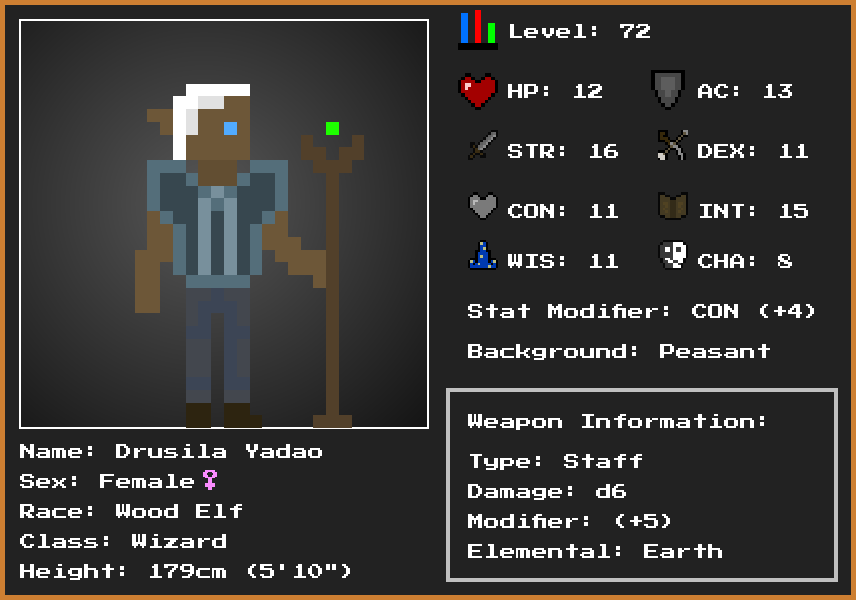 Level: 72
HP: 12 AC: 13
STR: 16 DEX: 11
CON: 11 INT: 15
WIS: 11 CHA: 8
Stat Modifier: CON (+4)
Background: Peasant
Weapon Information:
Type: Staff
Damage: d6
Modifier: (+5)
Elemental: Earth
Name: Drusila Yadao
Sex: Female♀
Race: Wood Elf
Class: Wizard
Height: 179cm (5'10")